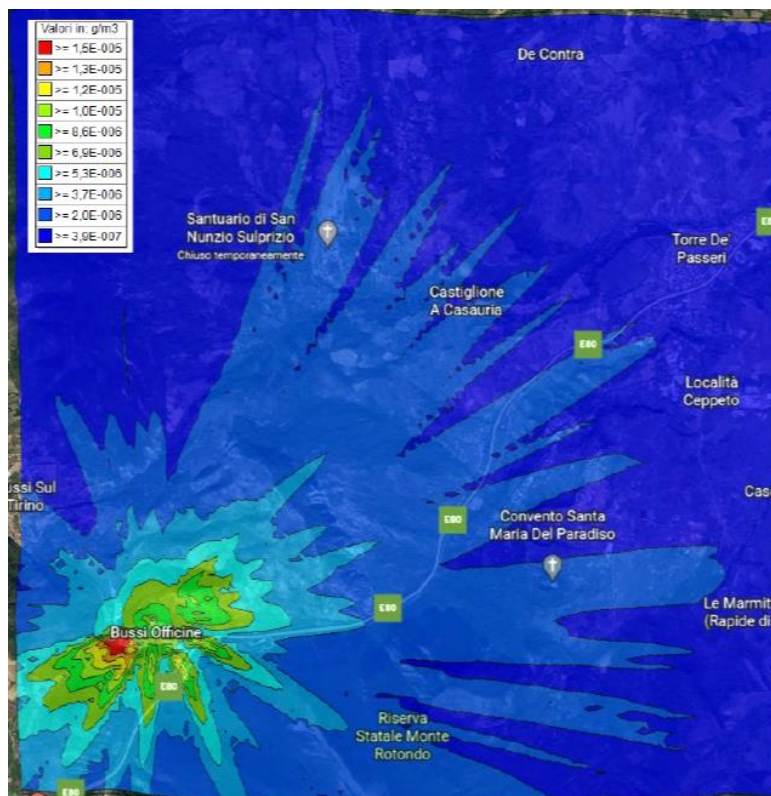 Valori in: g/m3
>= 1,5E-005
>= 1,3E-005
>= 1,2E-005
>= 1,0E-005
>= 8,6E-006
>= 6,9E-006
>= 5,3E-006
>= 3,7E-006
>= 2,0E-006
>= 3,9E-007
De Contra
Santuario di San
Nunzio Sulprizio
Chiuso temporaneamente
Torre De'
Passeri
Castiglione
A Casauria
E80
Località
Ceppeto
ussi Sul
Tirino
Cas
E80
Convento Santa
Maria Del Paradiso
E80
Le Marmit
(Rapide di
Bussi Officine
E80
Riserva
Statale Monte
Rotondo
E80